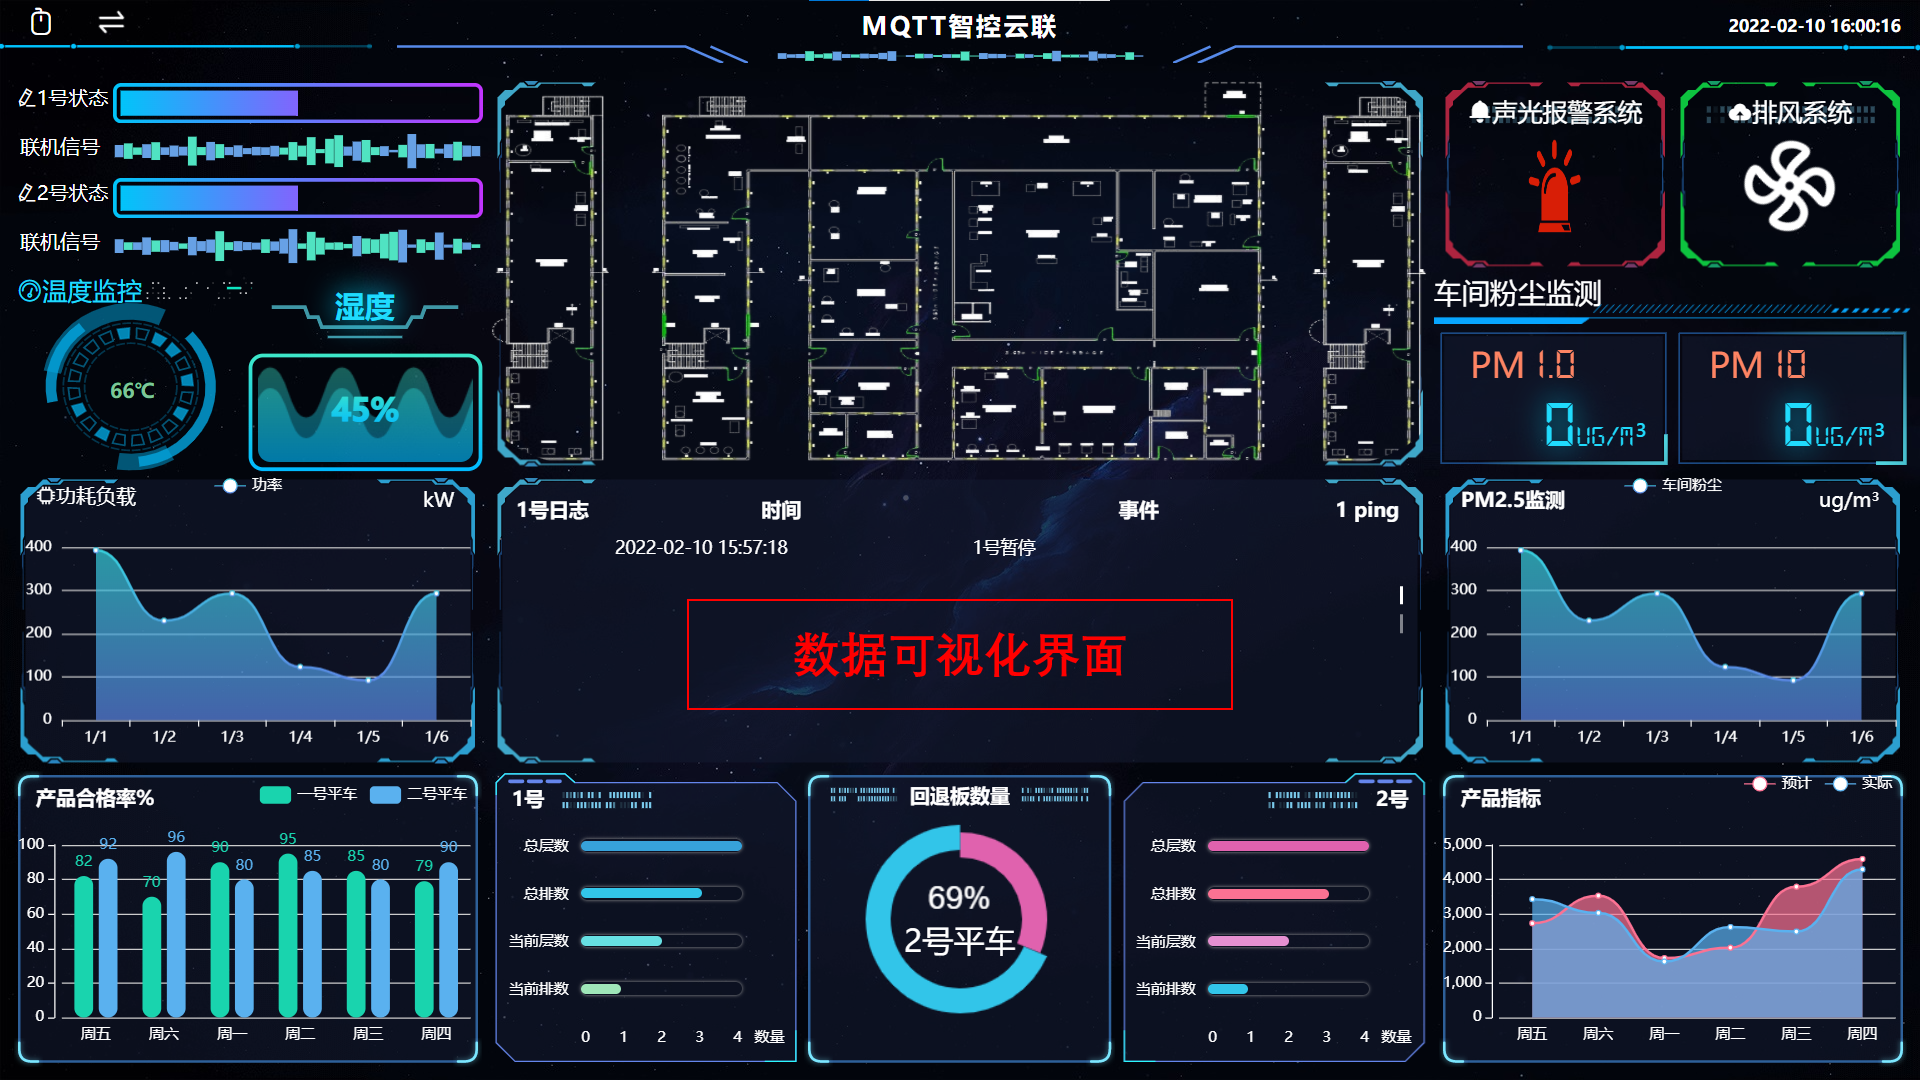 MQTT智控云联
2022-02-10 16:00:16
1号状态
联机信号
2号状态
联机信号
温度监控
66℃
湿度
45%
声光报警系统
排风系统
车间粉尘监测
PM 1.0
0 UG/m³
PM 10
0 UG/m³
功耗负载
功率
kW
400
300
200
100
0
1/1 1/2 1/3 1/4 1/5 1/6
1号日志 时间 事件 1 ping
2022-02-10 15:57:18 1号暂停
数据可视化界面
PM2.5监测
车间粉尘
ug/m³
400
300
200
100
0
1/1 1/2 1/3 1/4 1/5 1/6
产品合格率%
一号平车 二号平车
100
80
60
40
20
0
82 92 70 96 90 80 95 85 85 80 79 90
周五 周六 周一 周二 周三 周四
1号
总层数
总排数
当前层数
当前排数
0 1 2 3 4 数量
回退板数量
69%
2号平车
2号
总层数
总排数
当前层数
当前排数
0 1 2 3 4 数量
产品指标
预计 实际
5,000
4,000
3,000
2,000
1,000
0
周五 周六 周一 周二 周三 周四